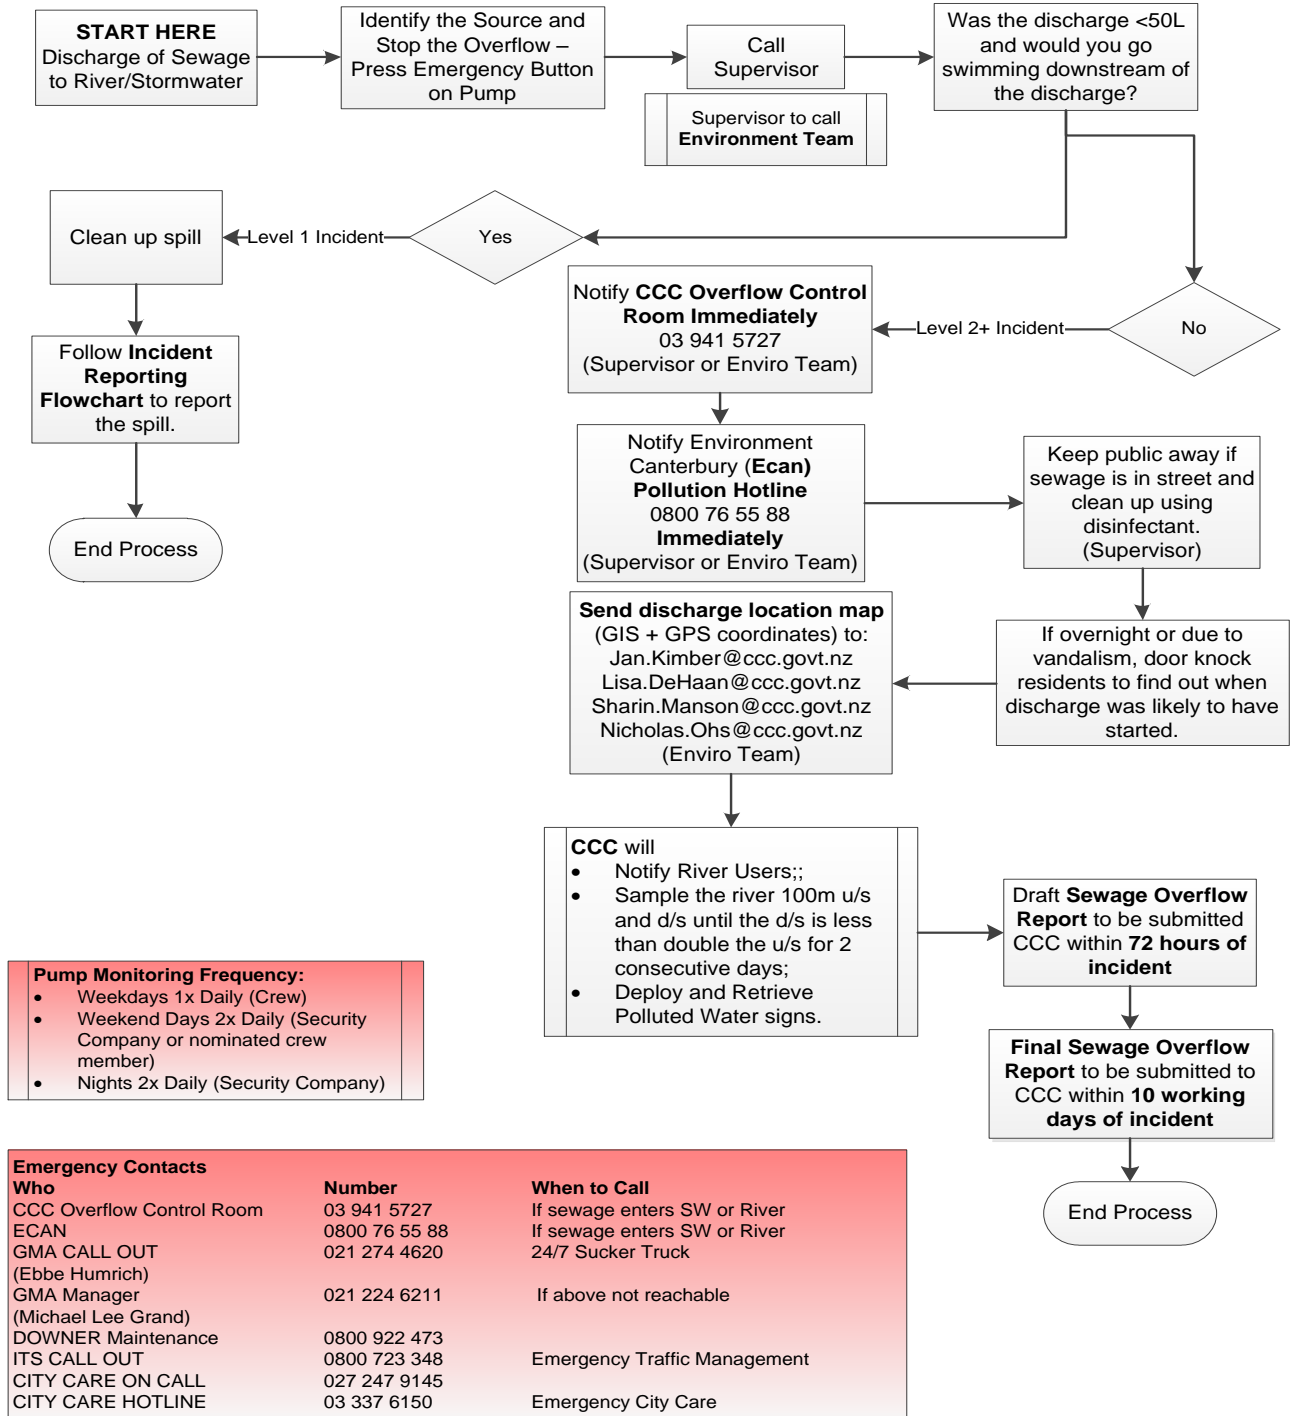 START HERE
Discharge of Sewage
to River/Stormwater
Identify the Source and
Stop the Overflow –
Press Emergency Button
on Pump
Call
Supervisor
Supervisor to call
Environment Team
Was the discharge <50L
and would you go
swimming downstream of
the discharge?
Yes
Level 1 Incident
Clean up spill
Follow Incident
Reporting
Flowchart to report
the spill.
End Process
No
Level 2+ Incident
Notify CCC Overflow Control
Room Immediately
03 941 5727
(Supervisor or Enviro Team)
Notify Environment
Canterbury (Ecan)
Pollution Hotline
0800 76 55 88
Immediately
(Supervisor or Enviro Team)
Keep public away if
sewage is in street and
clean up using
disinfectant.
(Supervisor)
If overnight or due to
vandalism, door knock
residents to find out when
discharge was likely to have
started.
Send discharge location map
(GIS + GPS coordinates) to:
Jan.Kimber@ccc.govt.nz
Lisa.DeHaan@ccc.govt.nz
Sharin.Manson@ccc.govt.nz
Nicholas.Ohs@ccc.govt.nz
(Enviro Team)
CCC will
• Notify River Users;;
• Sample the river 100m u/s
and d/s until the d/s is less
than double the u/s for 2
consecutive days;
• Deploy and Retrieve
Polluted Water signs.
Draft Sewage Overflow
Report to be submitted
CCC within 72 hours of
incident
Final Sewage Overflow
Report to be submitted to
CCC within 10 working
days of incident
End Process
Pump Monitoring Frequency:
• Weekdays 1x Daily (Crew)
• Weekend Days 2x Daily (Security
Company or nominated crew
member)
• Nights 2x Daily (Security Company)
Emergency Contacts
Who Number When to Call
CCC Overflow Control Room 03 941 5727 If sewage enters SW or River
ECAN 0800 76 55 88 If sewage enters SW or River
GMA CALL OUT 021 274 4620 24/7 Sucker Truck
(Ebbe Humrich)
GMA Manager 021 224 6211 If above not reachable
(Michael Lee Grand)
DOWNER Maintenance 0800 922 473
ITS CALL OUT 0800 723 348 Emergency Traffic Management
CITY CARE ON CALL 027 247 9145
CITY CARE HOTLINE 03 337 6150 Emergency City Care